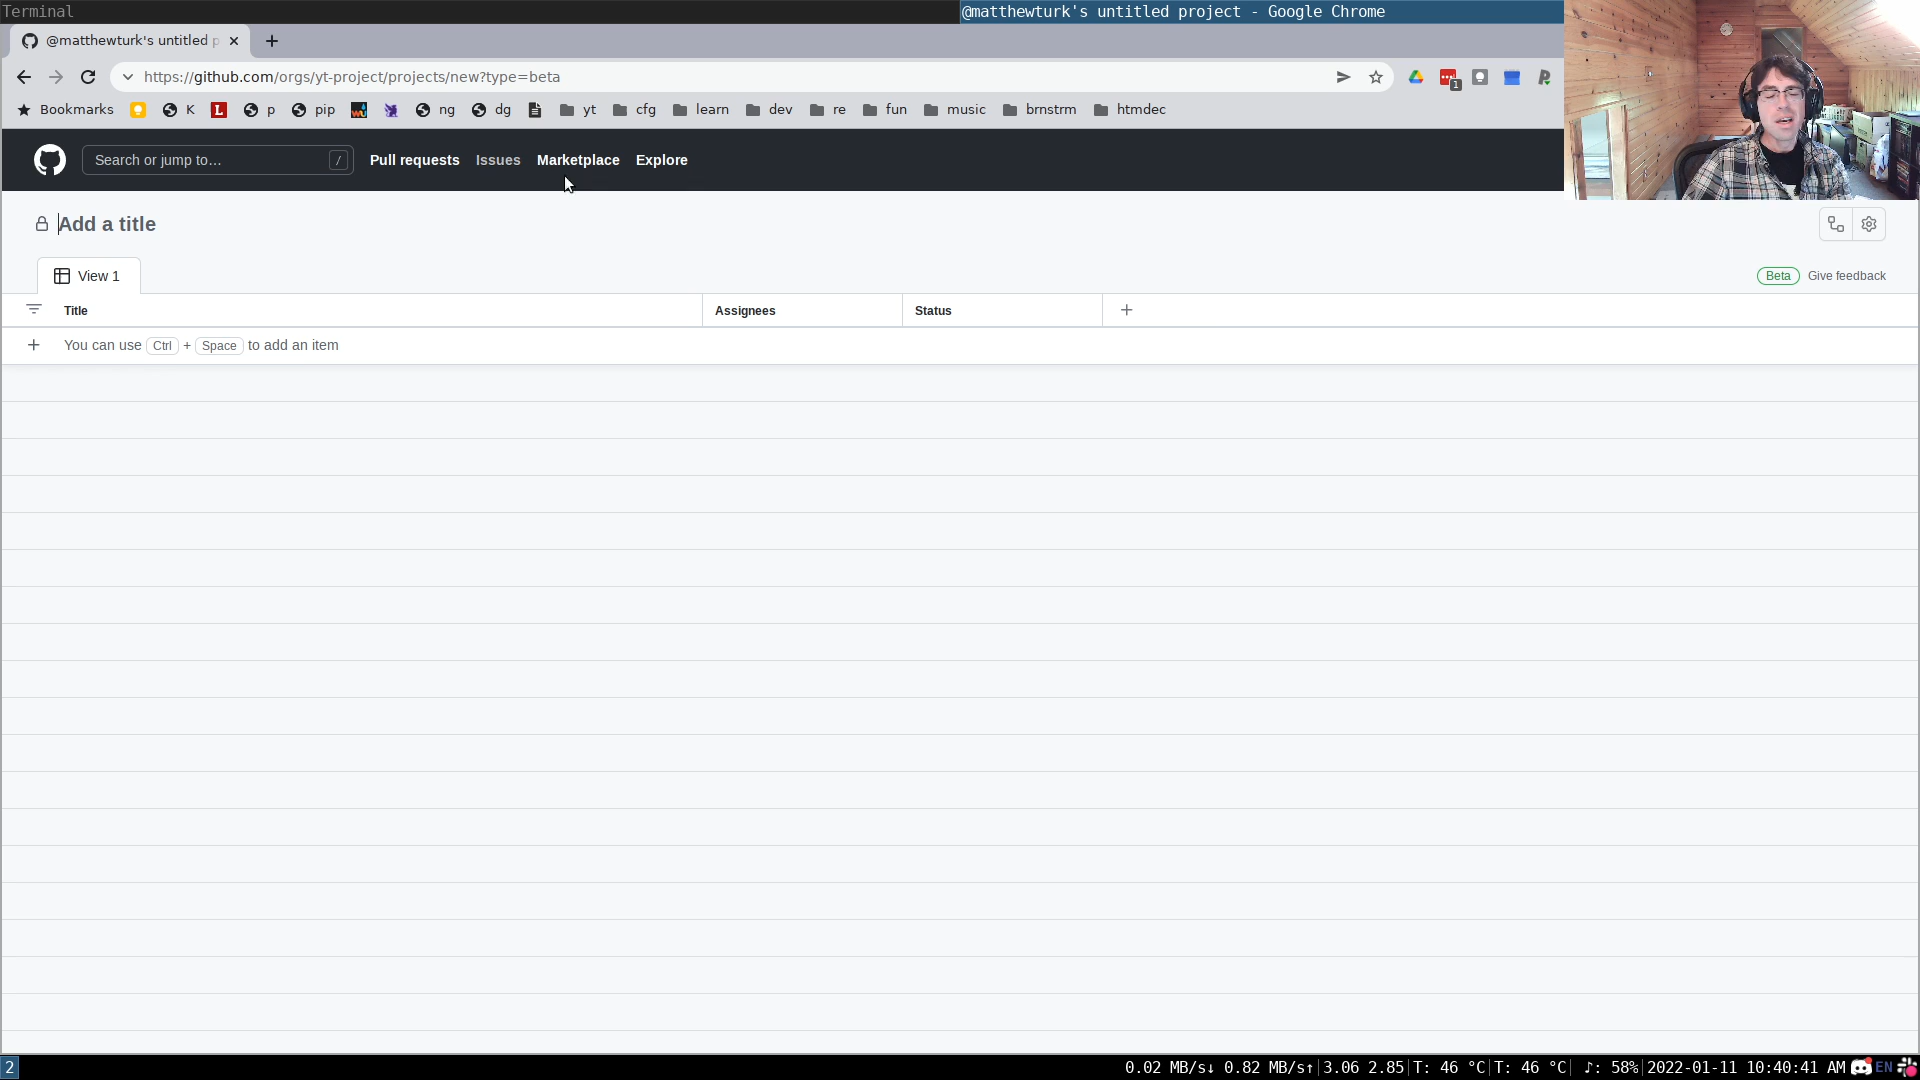 Terminal
@matthewturk's untitled project - Google Chrome
@matthewturk's untitled p
https://github.com/orgs/yt-project/projects/new?type=beta
1
Bookmarks K L p pip ng dg yt cfg learn dev re fun music brnstrm htmdec
Search or jump to… / Pull requests Issues Marketplace Explore
Add a title
View 1
Beta Give feedback
Title Assignees Status
You can use Ctrl + Space to add an item
2
0.02 MB/s↓ 0.82 MB/s↑ 3.06 2.85 T: 46 °C T: 46 °C ♪: 58% 2022-01-11 10:40:41 AM EN